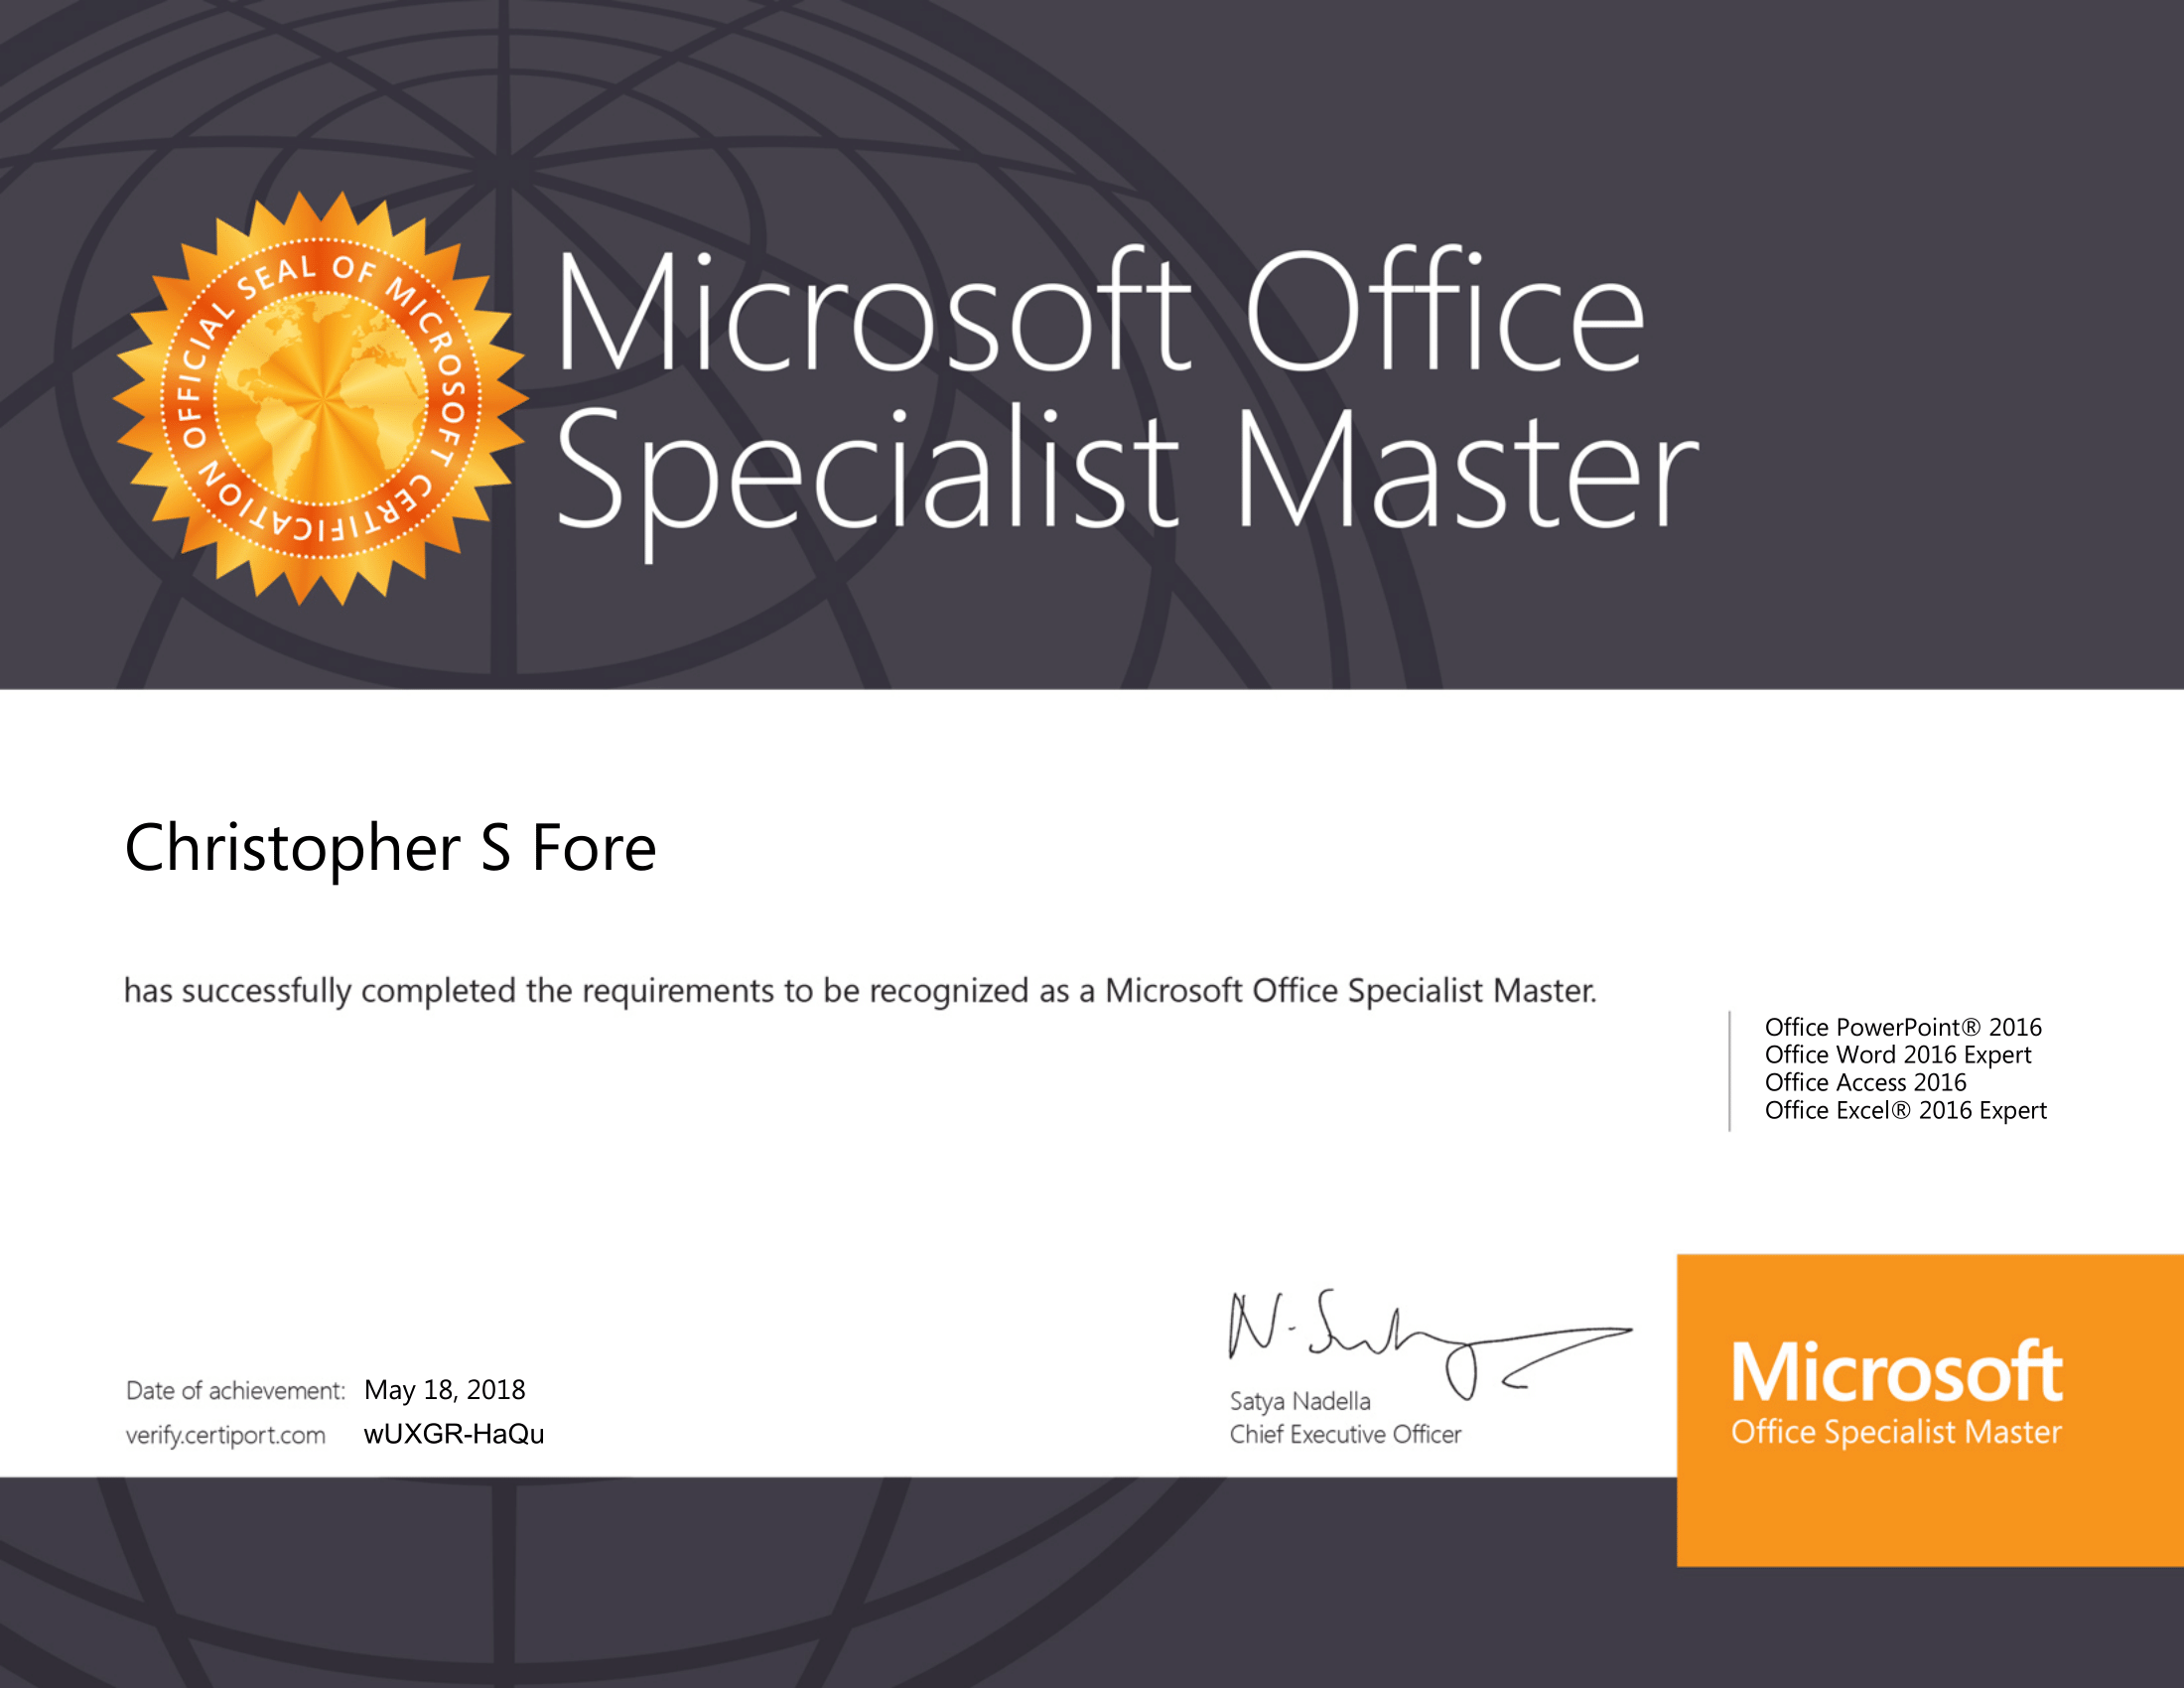 OFFICIAL SEAL OF MICROSOFT CERTIFICATION
Microsoft Office
Specialist Master
Christopher S Fore
has successfully completed the requirements to be recognized as a Microsoft Office Specialist Master.
Office PowerPoint® 2016
Office Word 2016 Expert
Office Access 2016
Office Excel® 2016 Expert
Date of achievement: May 18, 2018
verify.certiport.com wUXGR-HaQu
Satya Nadella
Chief Executive Officer
Microsoft
Office Specialist Master